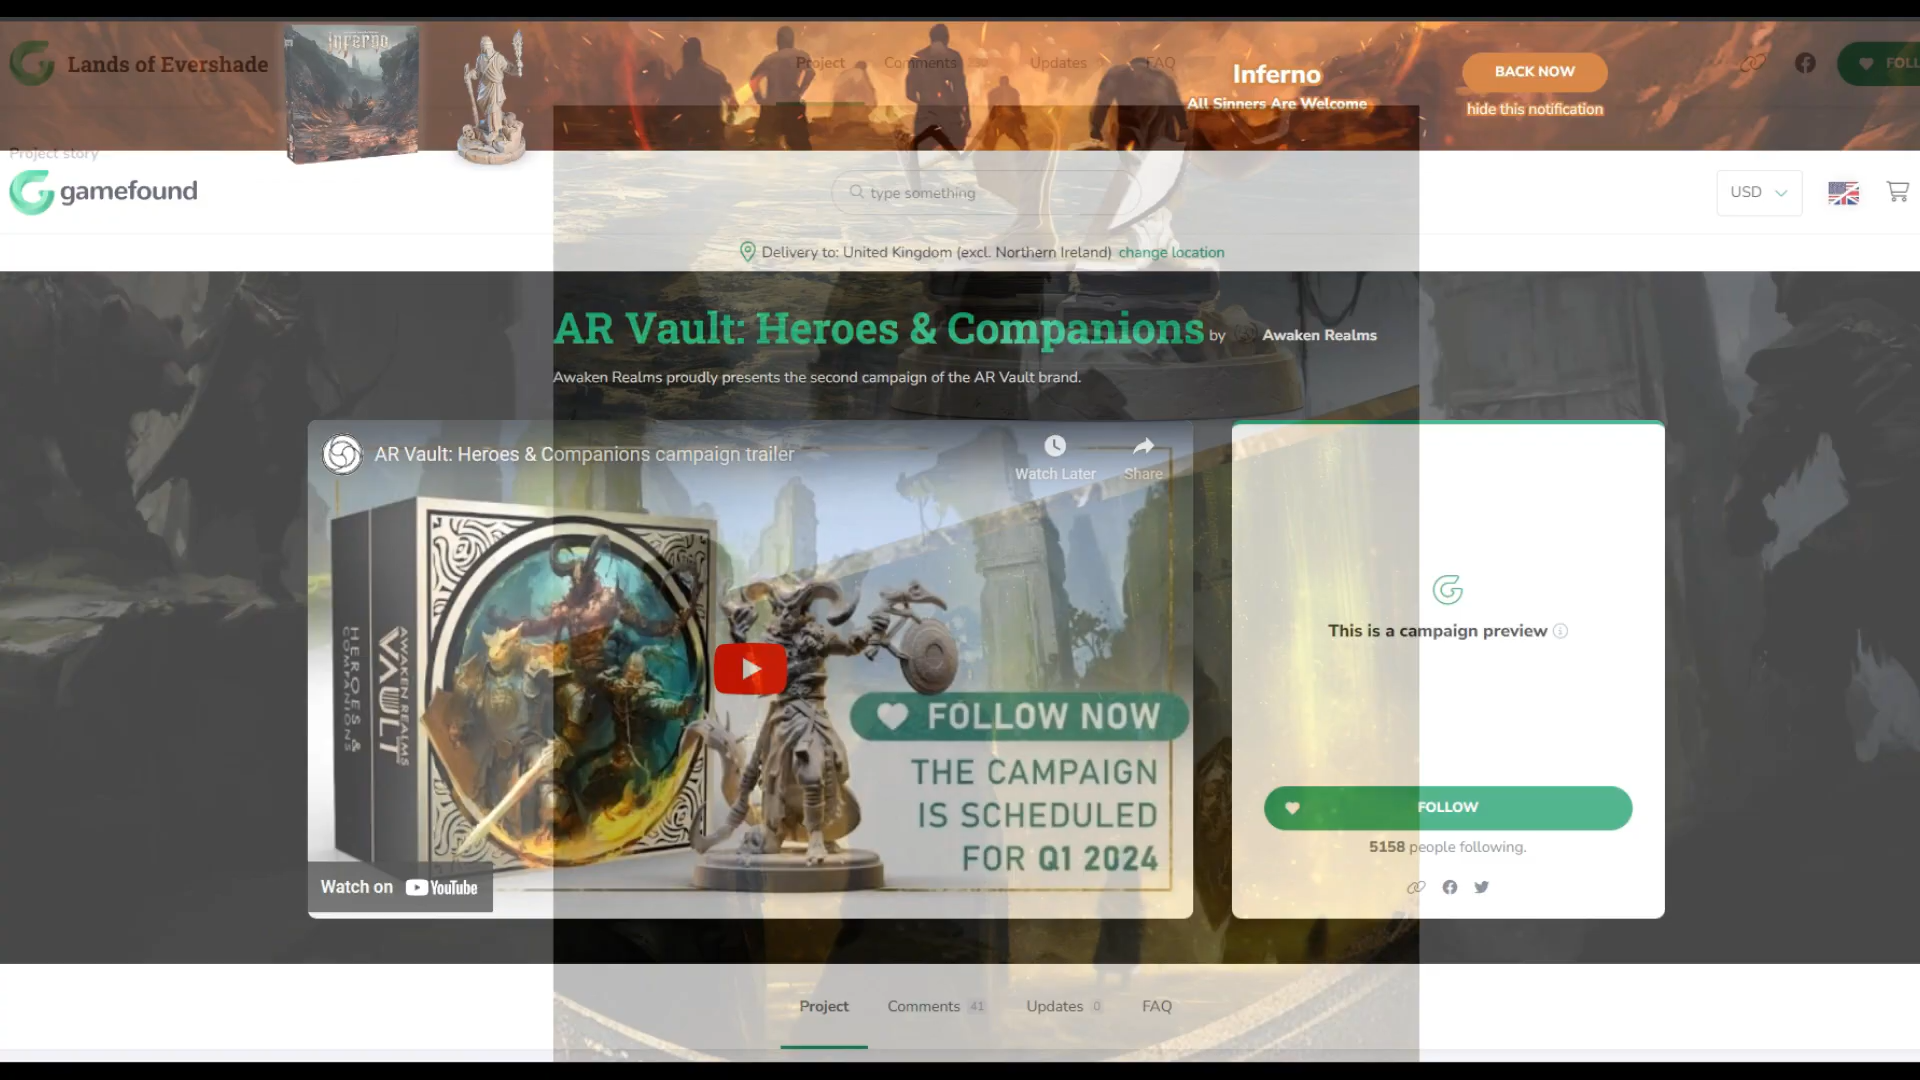 Lands of Evershade
inferno
Project
Comments
Updates
FAQ
Inferno
All Sinners Are Welcome
BACK NOW
hide this notification
FOLL
Project story
gamefound
type something
USD
Delivery to: United Kingdom (excl. Northern Ireland) change location
AR Vault: Heroes & Companions by Awaken Realms
Awaken Realms proudly presents the second campaign of the AR Vault brand.
AR Vault: Heroes & Companions campaign trailer
Watch Later
Share
HEROES &
COMPANIONS
AWAKEN REALMS
VAULT
FOLLOW NOW
THE CAMPAIGN
IS SCHEDULED
FOR Q1 2024
Watch on YouTube
This is a campaign preview
FOLLOW
5158 people following.
Project
Comments 41
Updates 0
FAQ